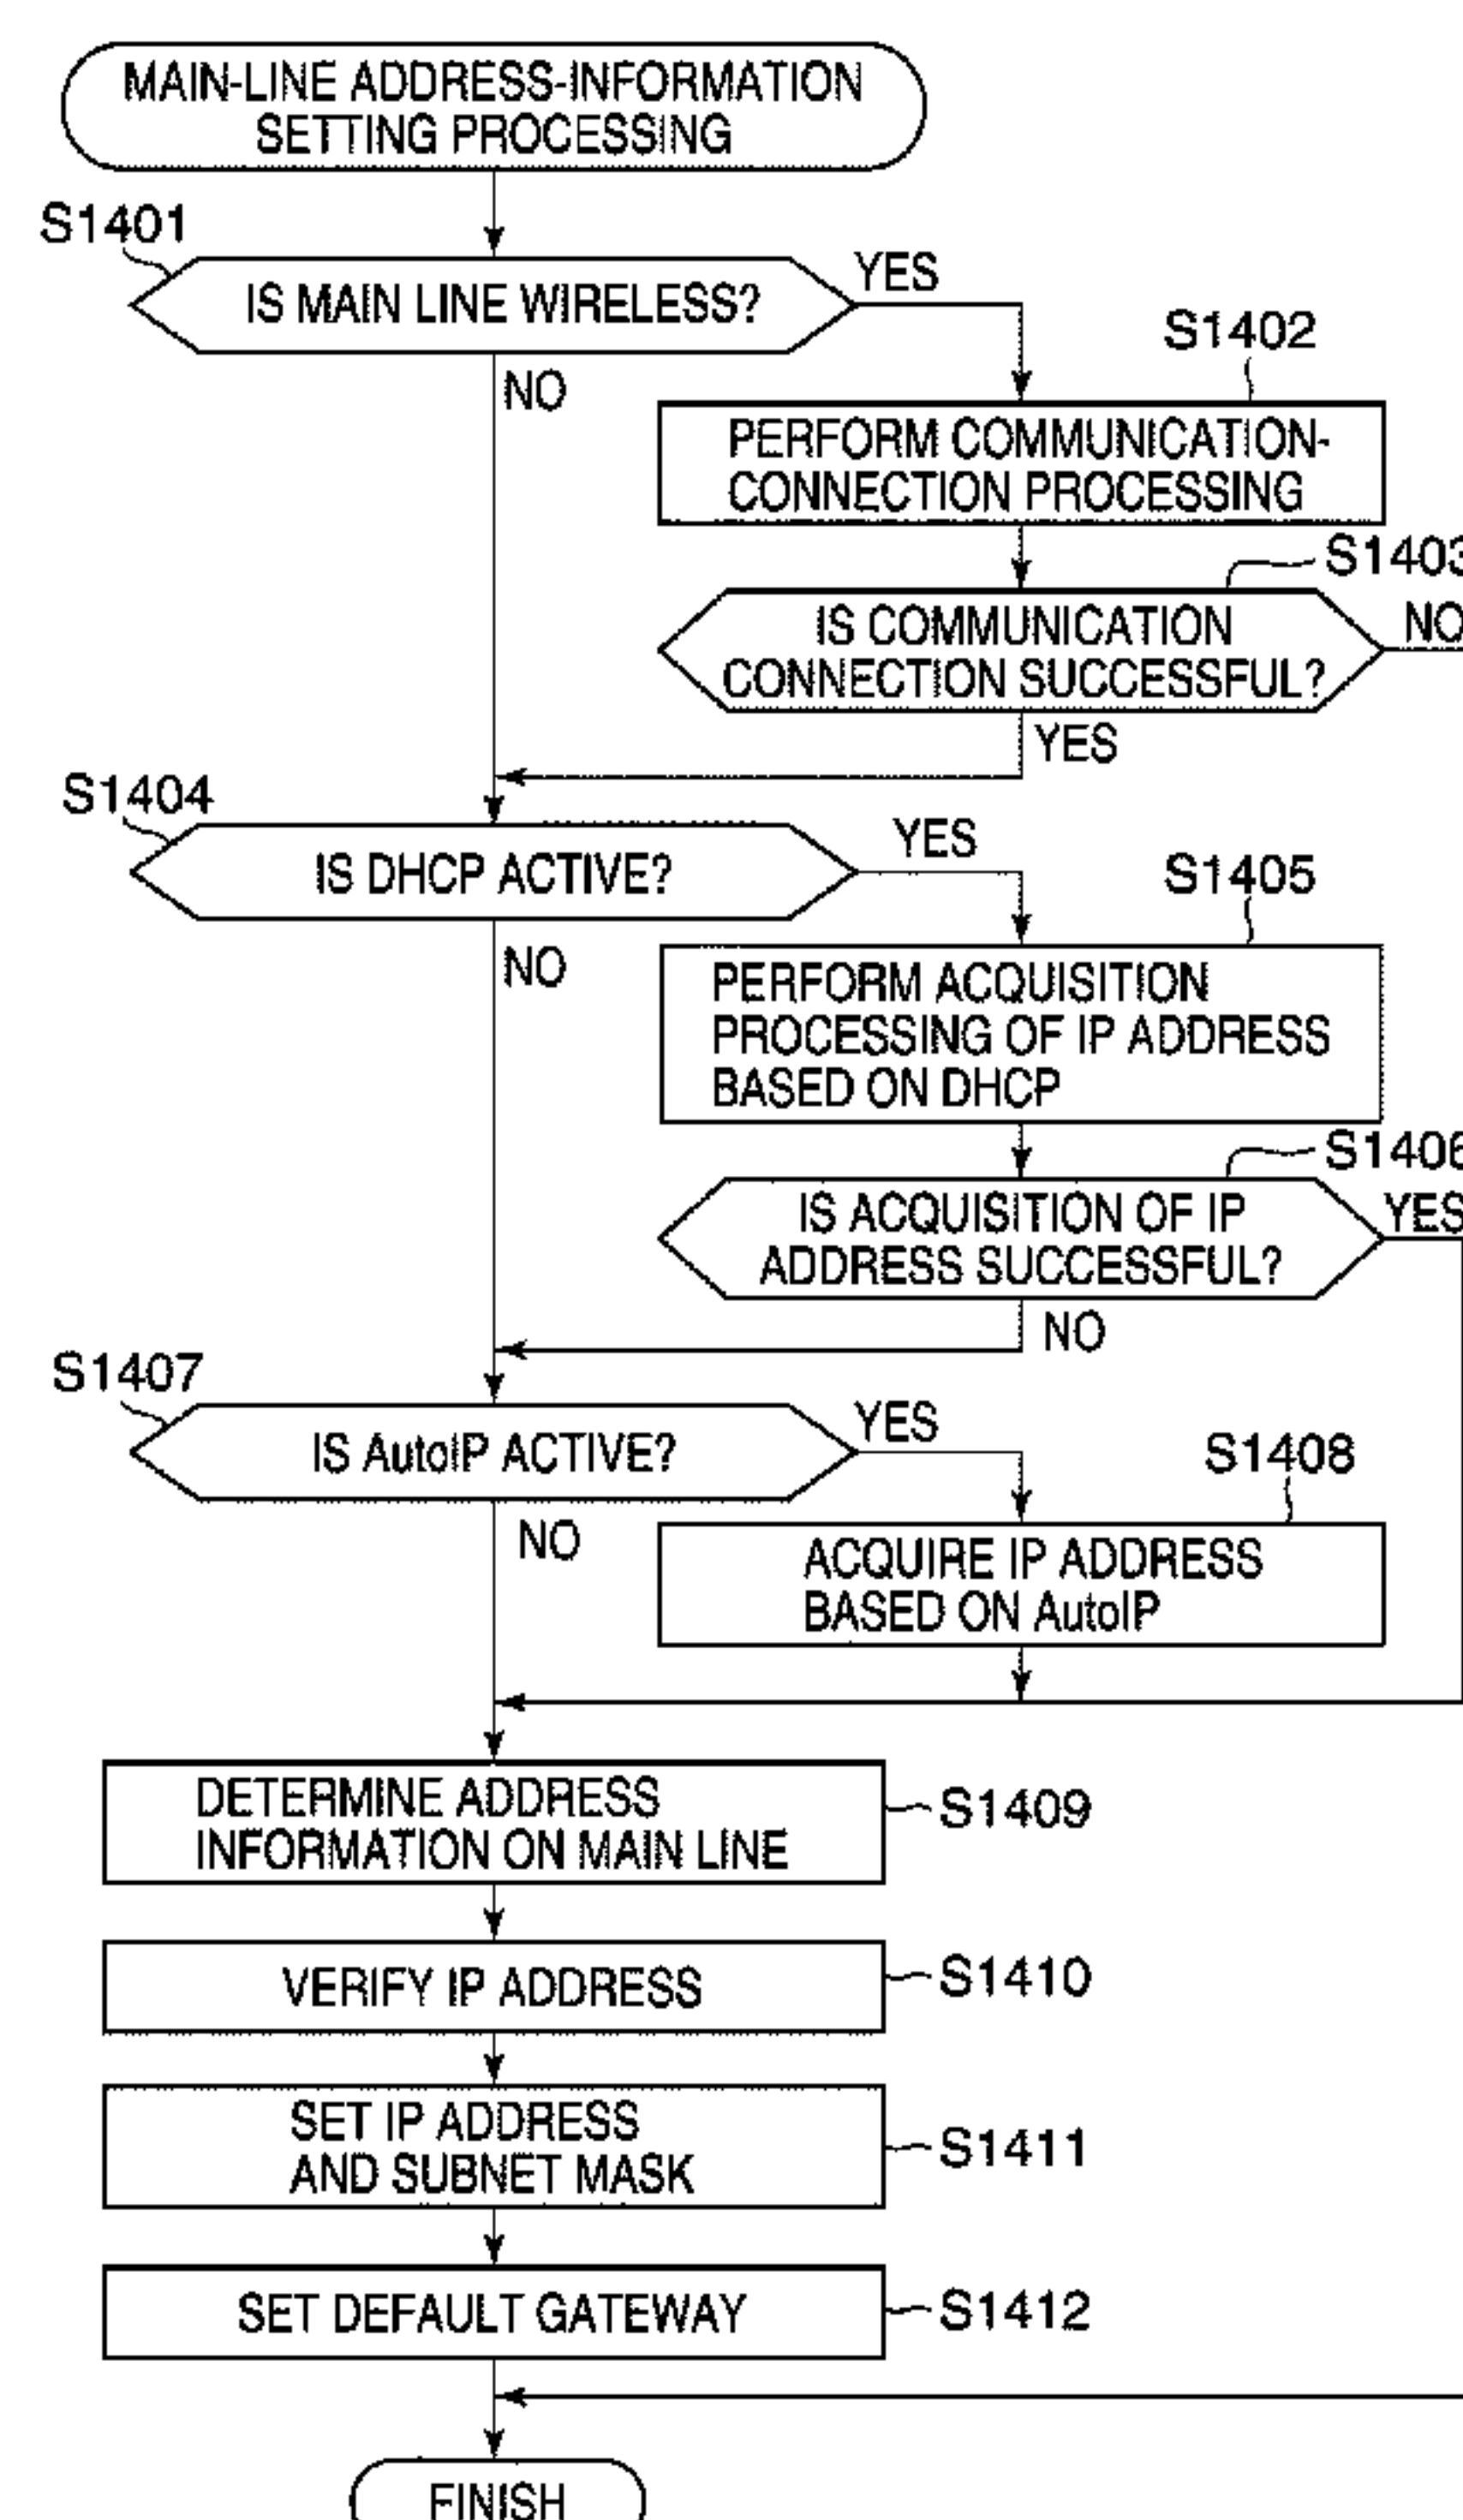 MAIN-LINE ADDRESS-INFORMATION
SETTING PROCESSING
S1401
IS MAIN LINE WIRELESS?
YES
NO
S1402
PERFORM COMMUNICATION-
CONNECTION PROCESSING
S1403
IS COMMUNICATION
CONNECTION SUCCESSFUL?
NO
YES
S1404
IS DHCP ACTIVE?
YES
NO
S1405
PERFORM ACQUISITION
PROCESSING OF IP ADDRESS
BASED ON DHCP
S1406
IS ACQUISITION OF IP
ADDRESS SUCCESSFUL?
YES
NO
S1407
IS AutoIP ACTIVE?
YES
NO
S1408
ACQUIRE IP ADDRESS
BASED ON AutoIP
DETERMINE ADDRESS
INFORMATION ON MAIN LINE
S1409
VERIFY IP ADDRESS
S1410
SET IP ADDRESS
AND SUBNET MASK
S1411
SET DEFAULT GATEWAY
S1412
FINISH